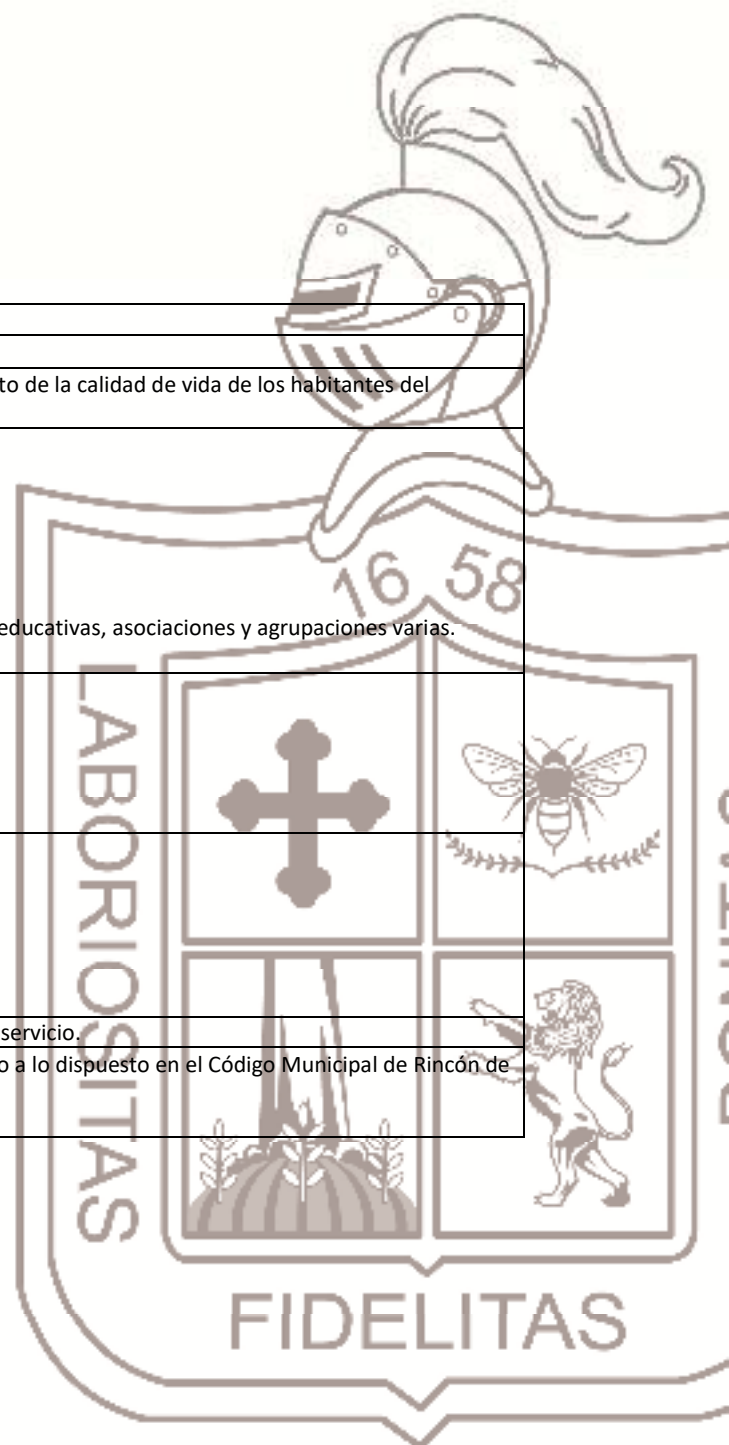 to de la calidad de vida de los habitantes del
16 58
educativas, asociaciones y agrupaciones varias.
LABORIOSITAS
servicio.
o a lo dispuesto en el Código Municipal de Rincón de
FIDELITAS